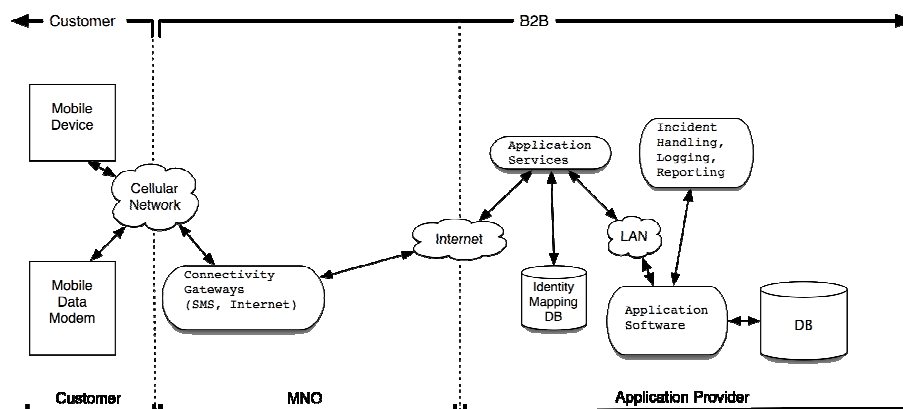 Customer
B2B
Mobile
Device
Cellular
Network
Mobile
Data
Modem
Connectivity
Gateways
(SMS, Internet)
Internet
Application
Services
Incident
Handling,
Logging,
Reporting
LAN
Identity
Mapping
DB
Application
Software
DB
Customer
MNO
Application Provider